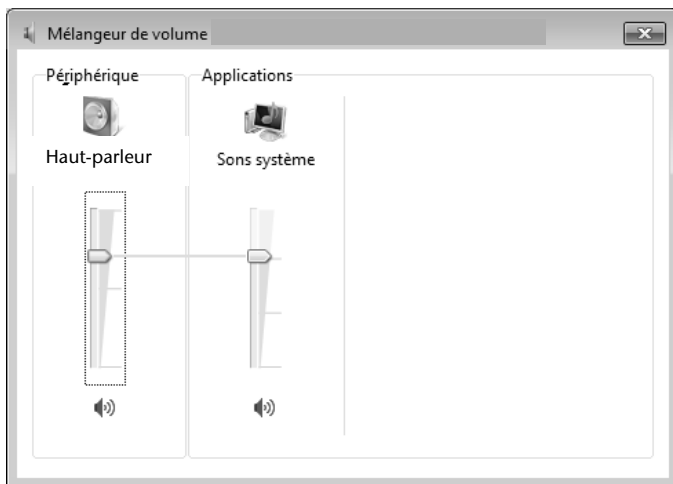 Mélangeur de volume
Périphérique
Applications
Haut-parleur
Sons système